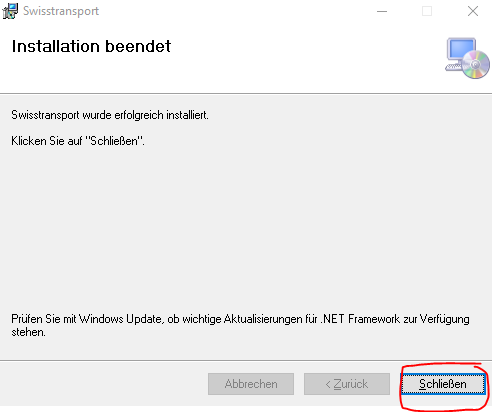 Swisstransport
Installation beendet
Swisstransport wurde erfolgreich installiert.
Klicken Sie auf "Schließen".
Prüfen Sie mit Windows Update, ob wichtige Aktualisierungen für .NET Framework zur Verfügung
stehen.
Abbrechen
< Zurück
Schließen